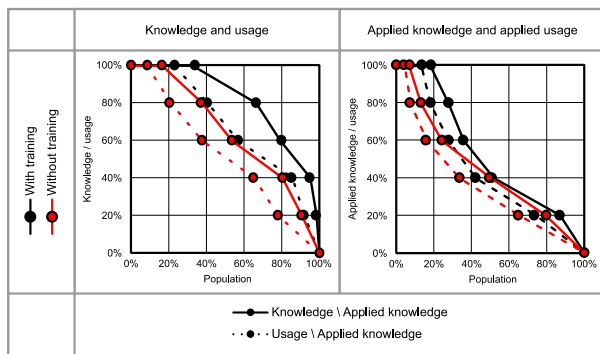 Knowledge and usage
Applied knowledge and applied usage
With training
Without training
Knowledge / usage
100%
80%
60%
40%
20%
0%
0% 20% 40% 60% 80% 100%
Population
Applied knowledge / usage
100%
80%
60%
40%
20%
0%
0% 20% 40% 60% 80% 100%
Population
Knowledge \ Applied knowledge
Usage \ Applied knowledge